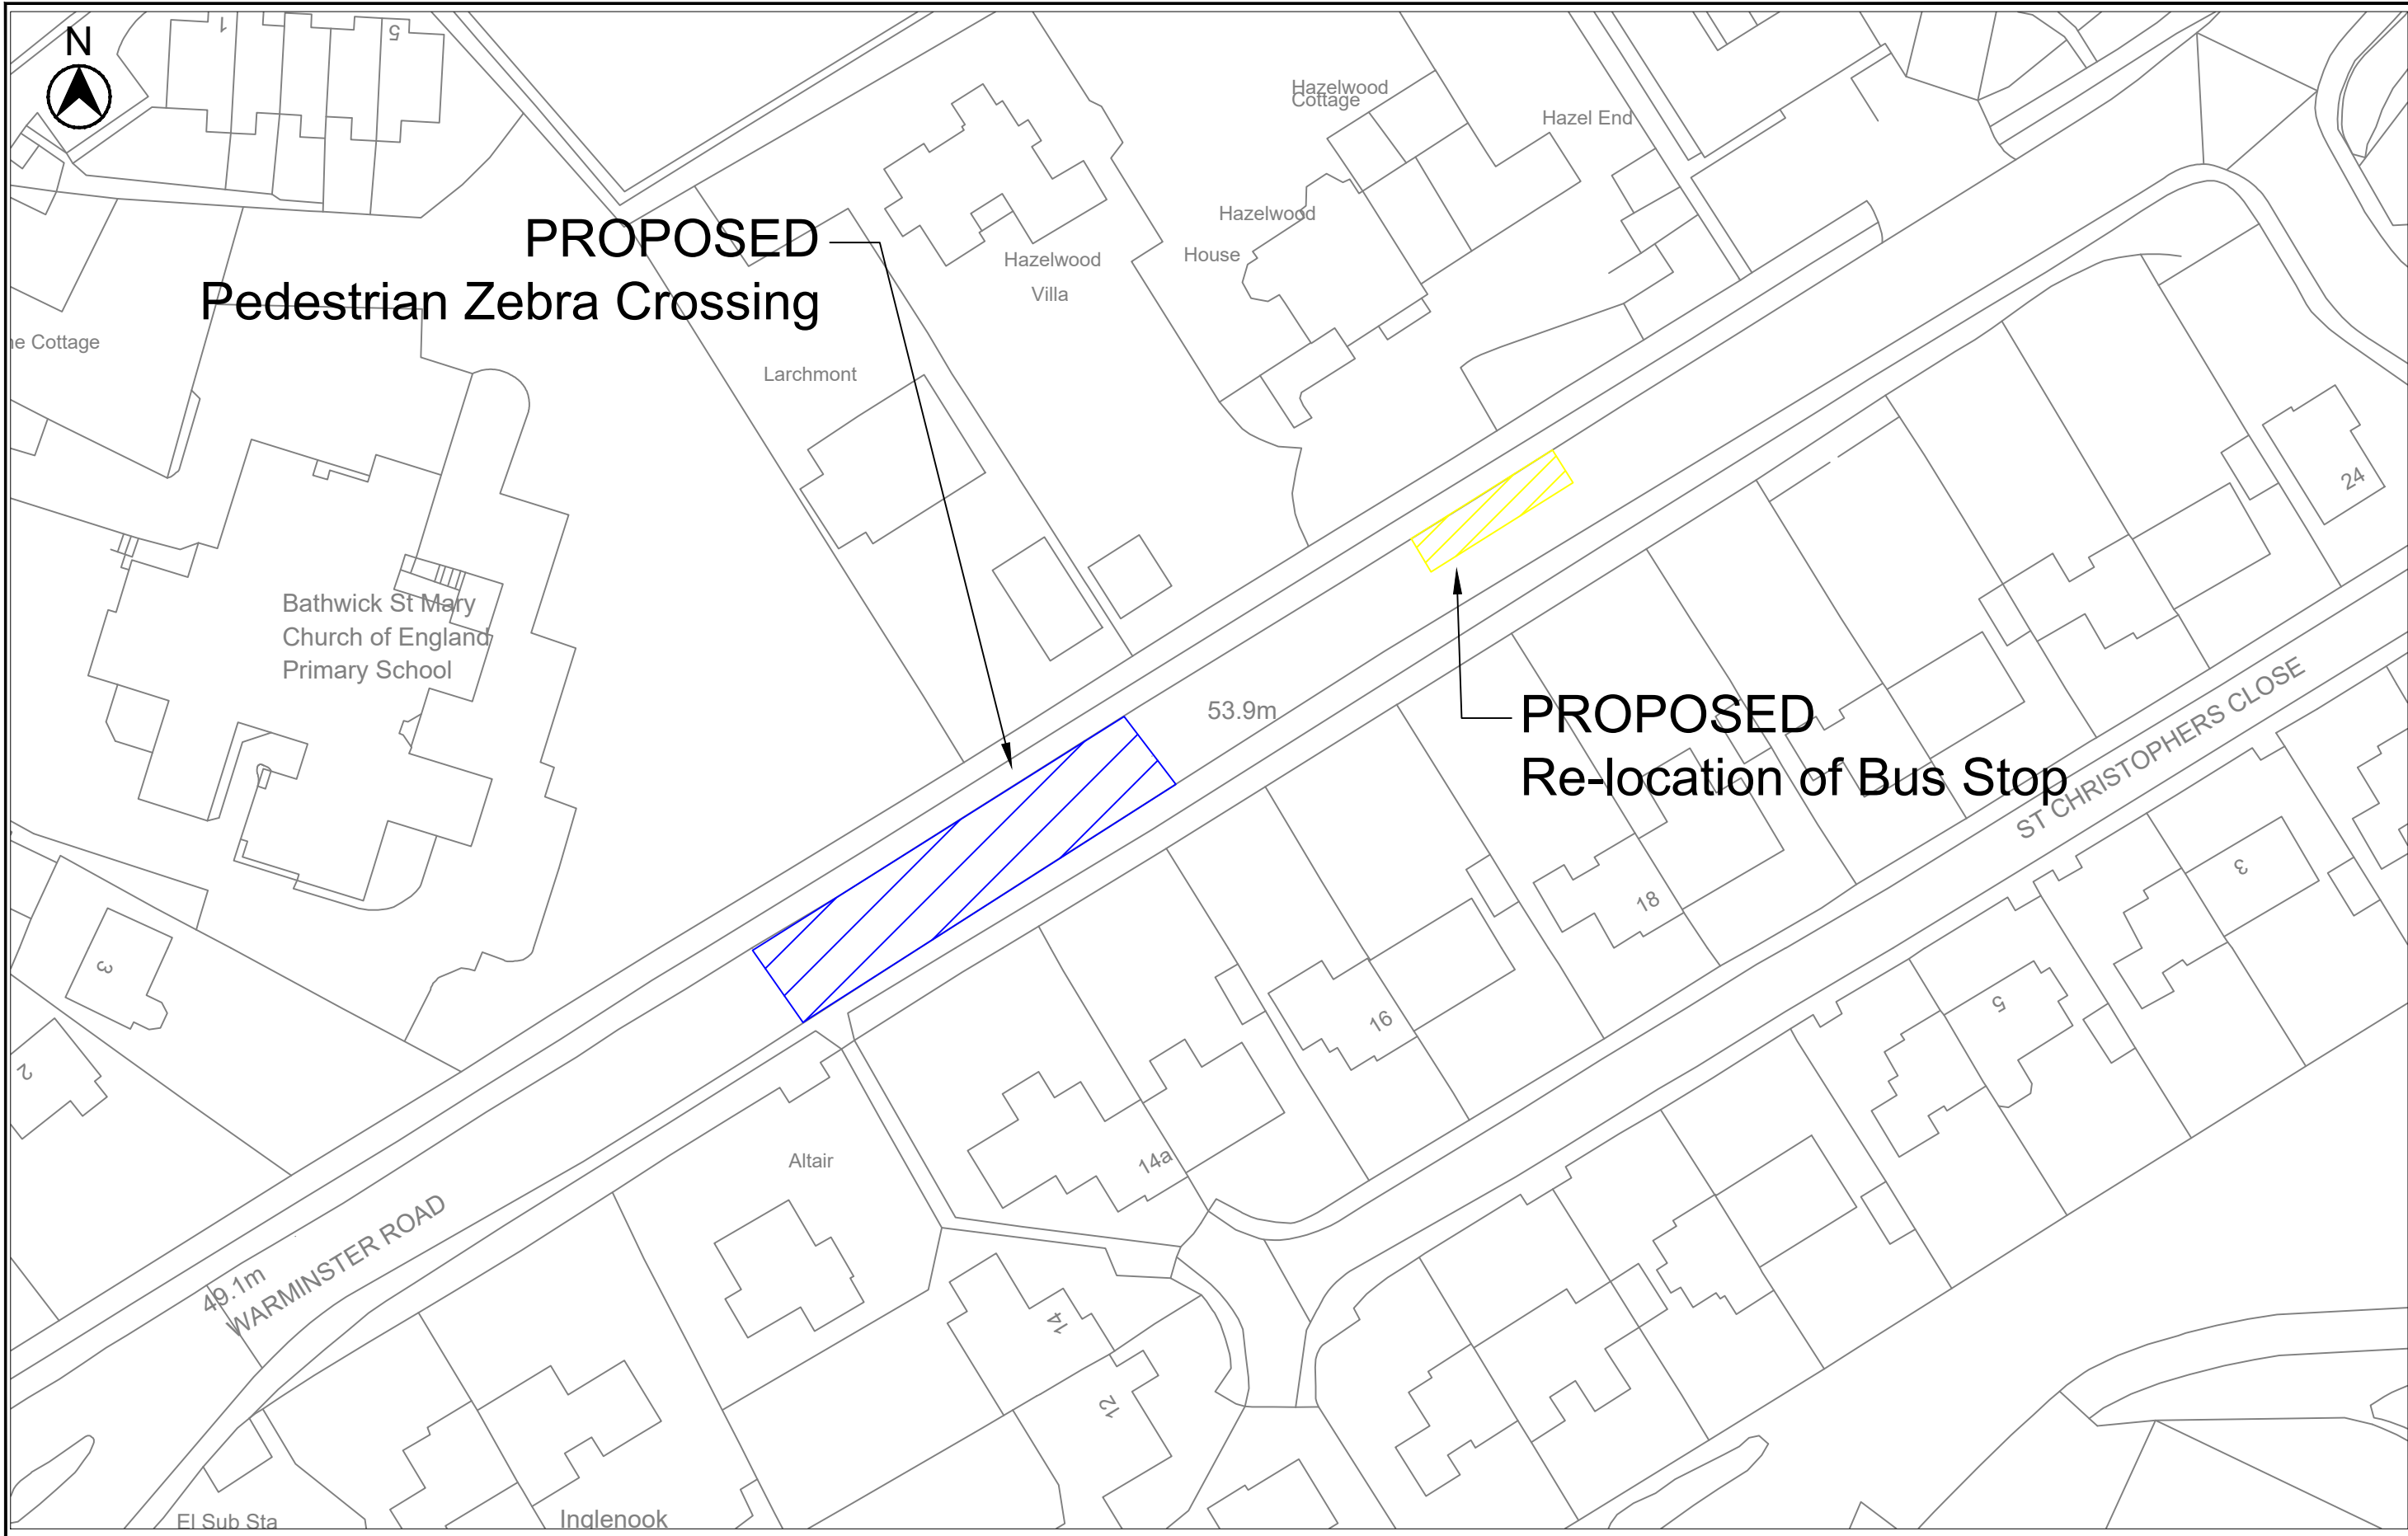 N
1
5
Hazelwood
Cottage
Hazel End
PROPOSED
Pedestrian Zebra Crossing
Hazelwood
House
Hazelwood
Villa
Larchmont
ne Cottage
24
Bathwick St Mary
Church of England
Primary School
53.9m
PROPOSED
Re-location of Bus Stop
ST CHRISTOPHERS CLOSE
18
3
3
16
5
2
14a
Altair
49.1m
WARMINSTER ROAD
14
12
El Sub Sta
Inglenook